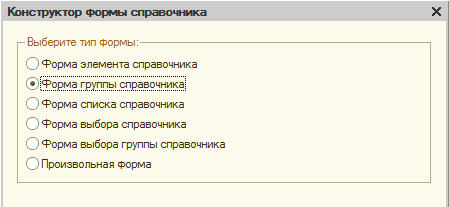 Конструктор формы справочника
Выберите тип формы:
Форма элемента справочника
Форма группы справочника
Форма списка справочника
Форма выбора справочника
Форма выбора группы справочника
Произвольная форма